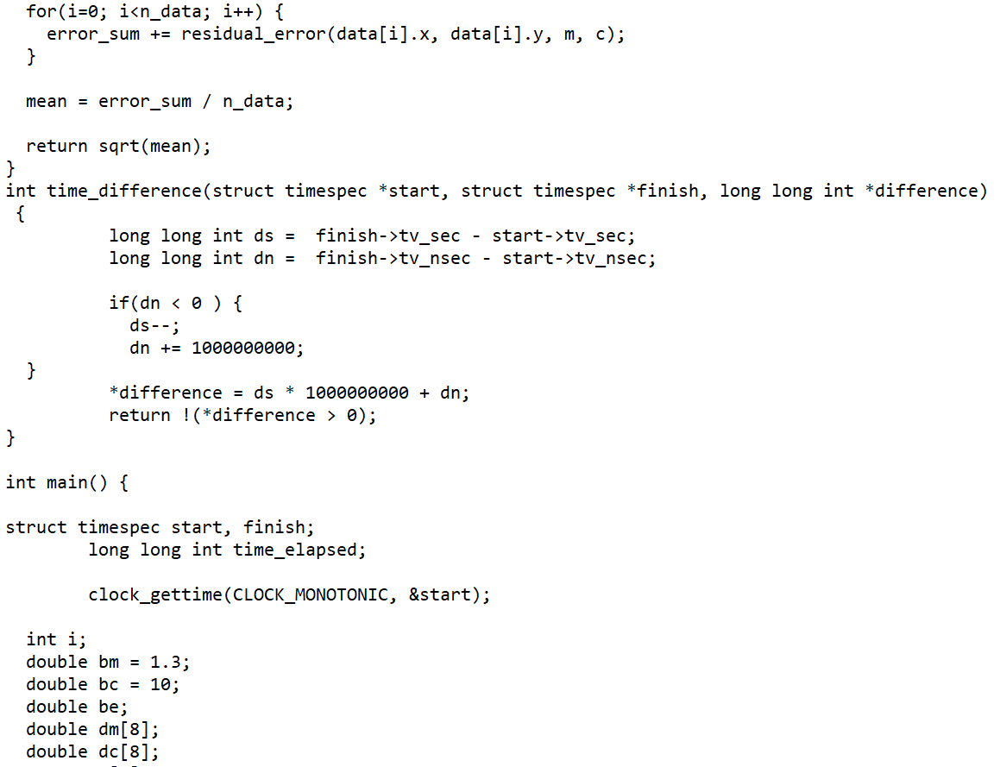 for(i=0; i<n_data; i++) {
    error_sum += residual_error(data[i].x, data[i].y, m, c);
  }

  mean = error_sum / n_data;

  return sqrt(mean);
}
int time_difference(struct timespec *start, struct timespec *finish, long long int *difference)
 {
          long long int ds =  finish->tv_sec - start->tv_sec;
          long long int dn =  finish->tv_nsec - start->tv_nsec;

          if(dn < 0 ) {
            ds--;
            dn += 1000000000;
  }
          *difference = ds * 1000000000 + dn;
          return !(*difference > 0);
}

int main() {

struct timespec start, finish;
        long long int time_elapsed;

        clock_gettime(CLOCK_MONOTONIC, &start);

  int i;
  double bm = 1.3;
  double bc = 10;
  double be;
  double dm[8];
  double dc[8];